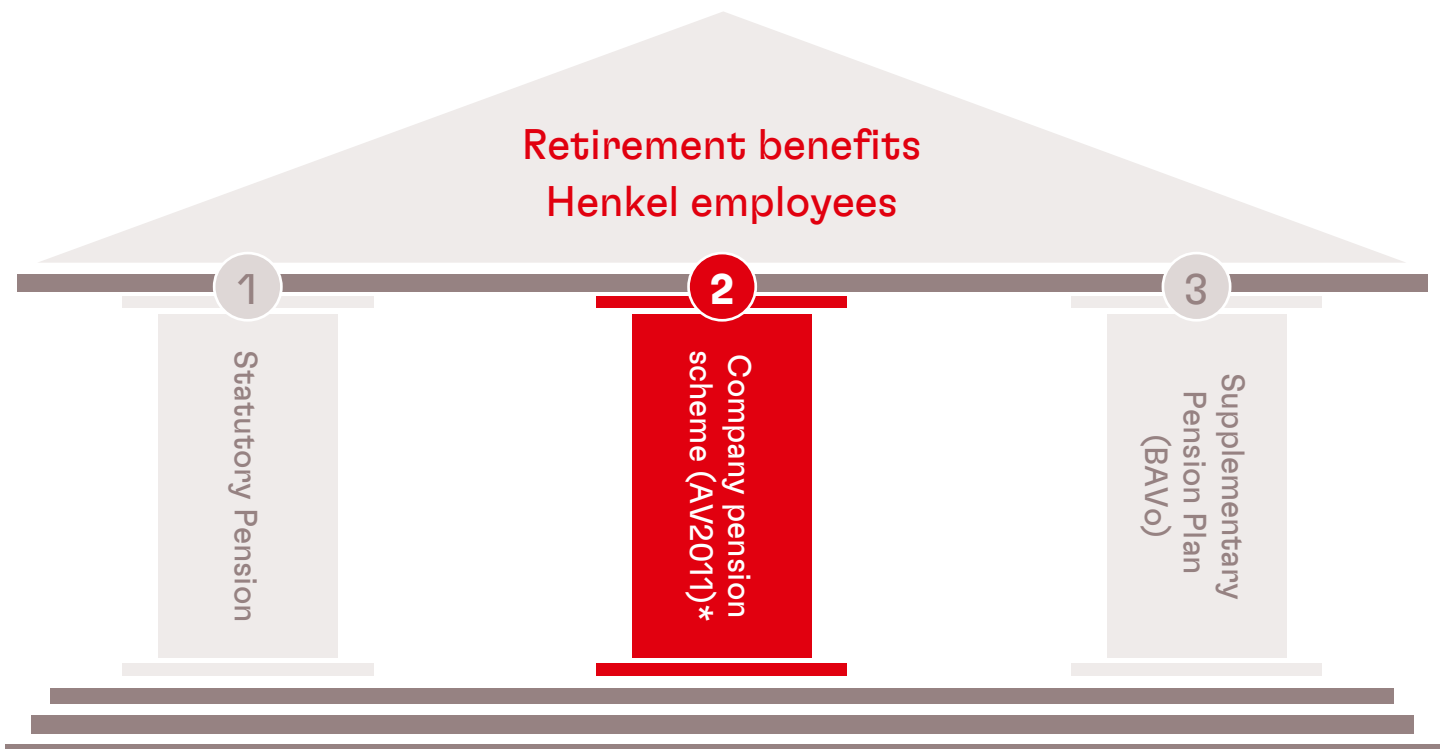 Retirement benefits
Henkel employees
1
Statutory Pension
2
Company pension
scheme (AV2011)*
3
Supplementary
Pension Plan
(BAVo)